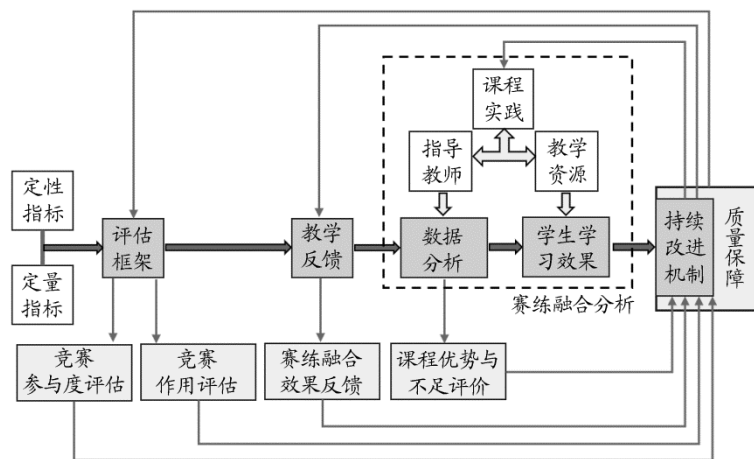 课程
实践
指导
教师
教学
资源
定性
指标
定量
指标
评估
框架
教学
反馈
数据
分析
学生学
习效果
持续
改进
机制
质量保障
赛练融合分析
竞赛
参与度评估
竞赛
作用评估
赛练融合
效果反馈
课程优势与
不足评价